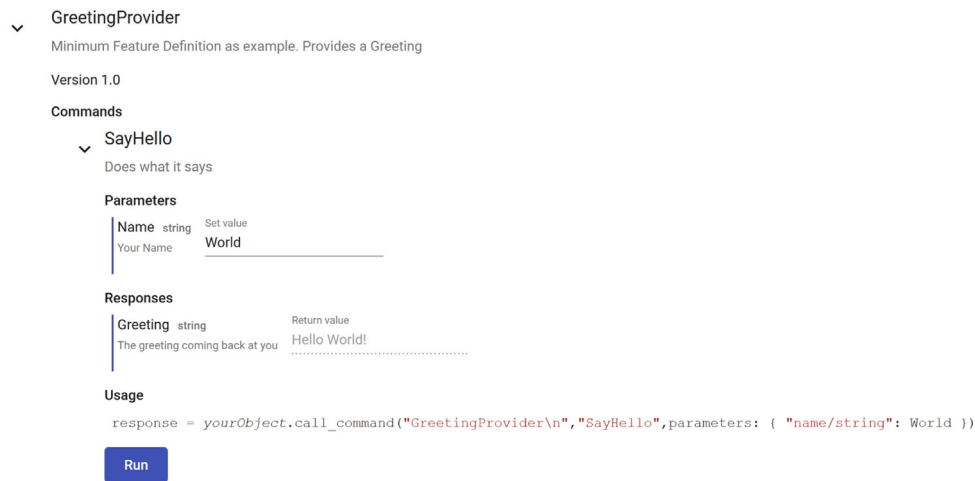 GreetingProvider
Minimum Feature Definition as example. Provides a Greeting
Version 1.0
Commands
SayHello
Does what it says
Parameters
Name string Set value
Your Name World
Responses
Greeting string Return value
The greeting coming back at you Hello World!
Usage
response = yourObject.call_command("GreetingProvider\n","SayHello",parameters: { "name/string": World })
Run